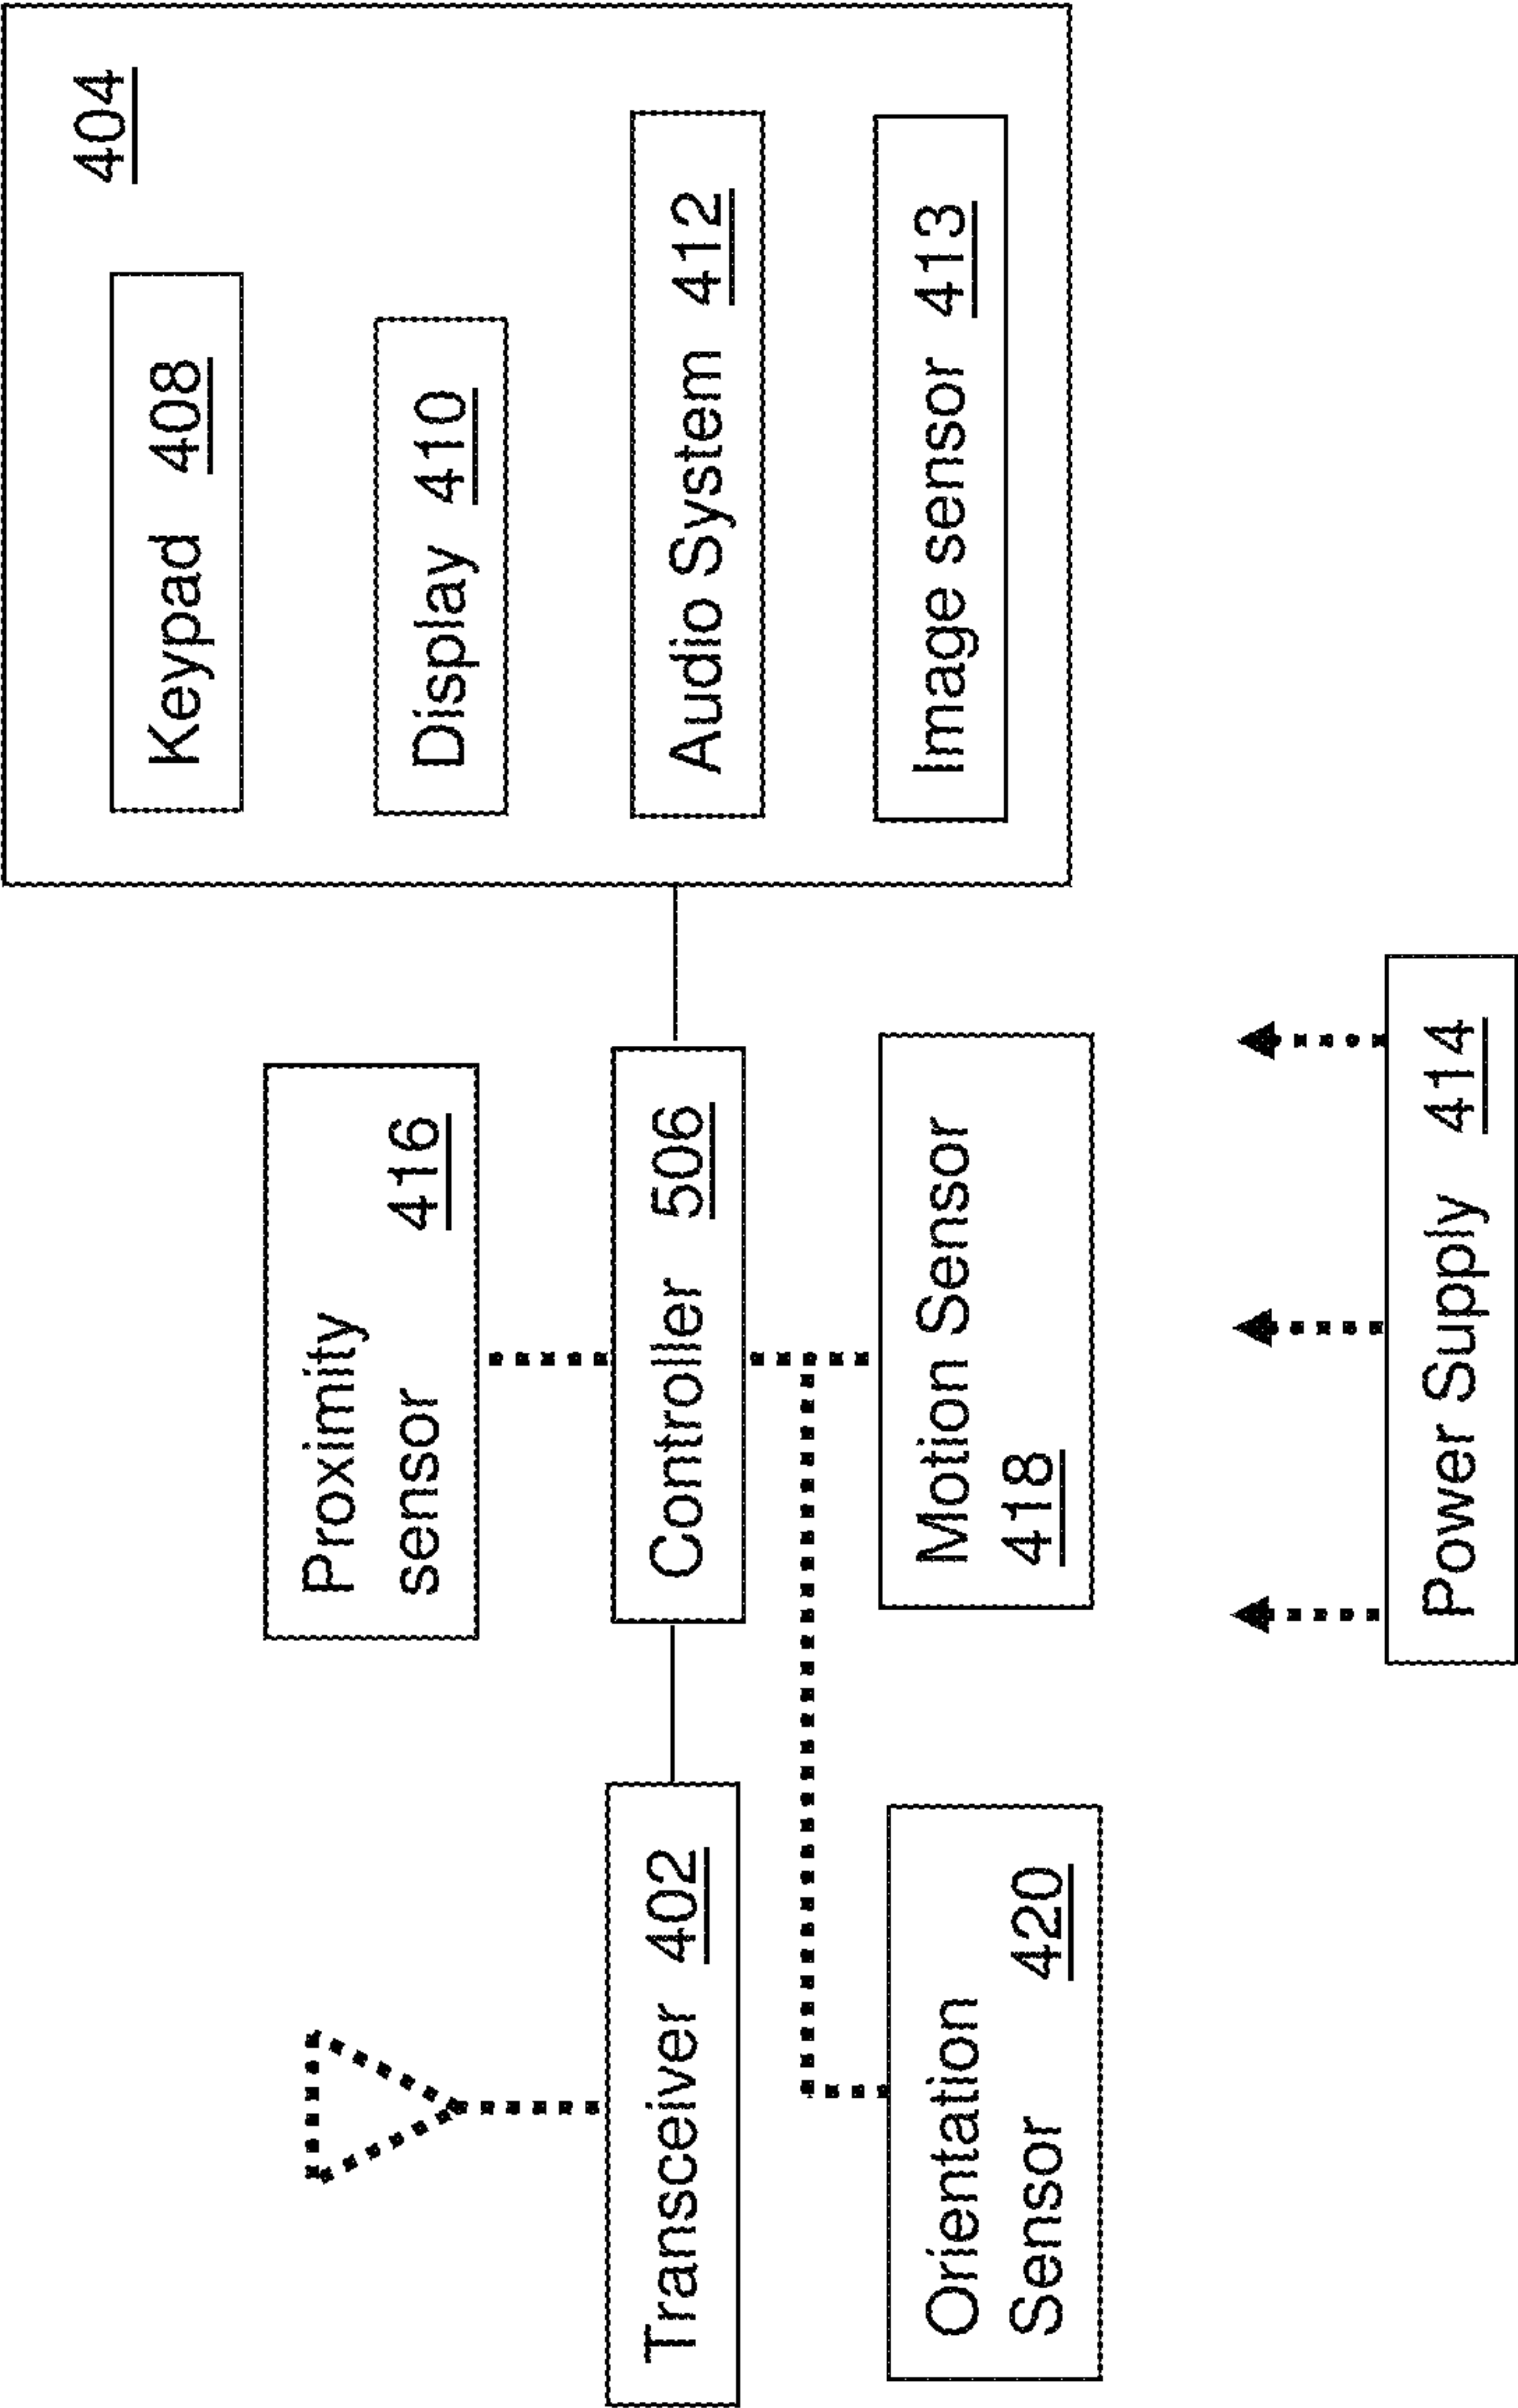 404
Keypad 408
Display 410
Audio System 412
Image sensor 413
Proximity
sensor 416
Controller 506
Motion Sensor
418
Transceiver 402
Orientation
Sensor 420
Power Supply 414